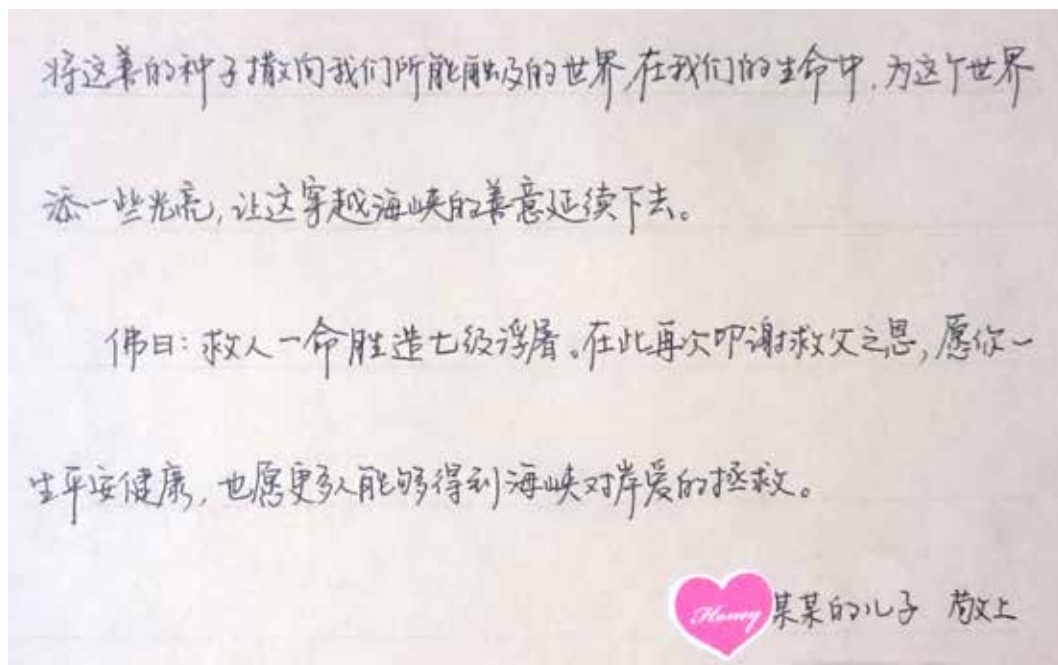 将这善的种子撒向我们所能触及的世界,在我们的生命中,为这个世界
添一些光亮,让这穿越海峡的善意延续下去。
佛曰:救人一命胜造七级浮屠。在此再次叩谢救父之恩,愿你一
生平安健康,也愿更多人能够得到海峡对岸爱的拯救。
Honey 某某的儿子 敬上